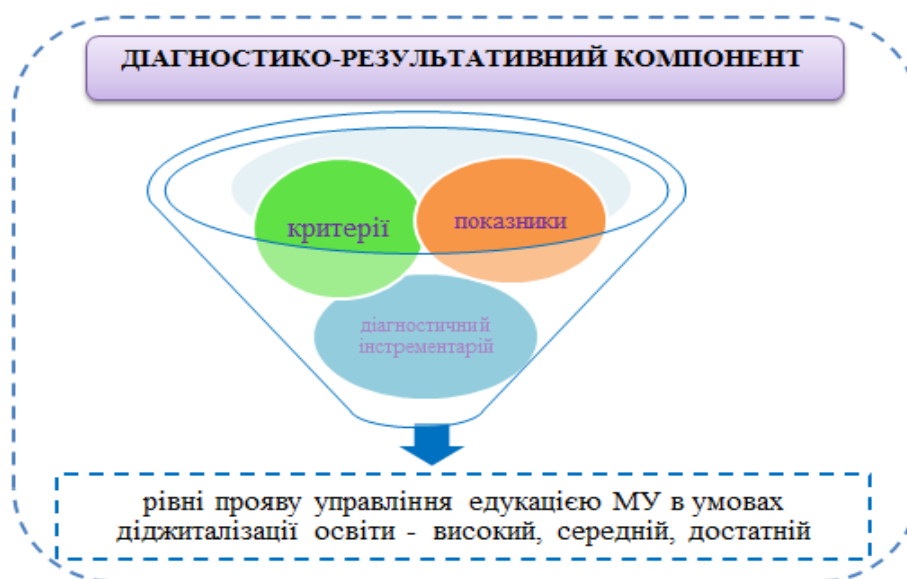 ДІАГНОСТИКО-РЕЗУЛЬТАТИВНИЙ КОМПОНЕНТ
критерії
показники
діагностичний
інстрементарій
рівні прояву управління едукацією МУ в умовах
діджиталізації освіти - високий, середній, достатній